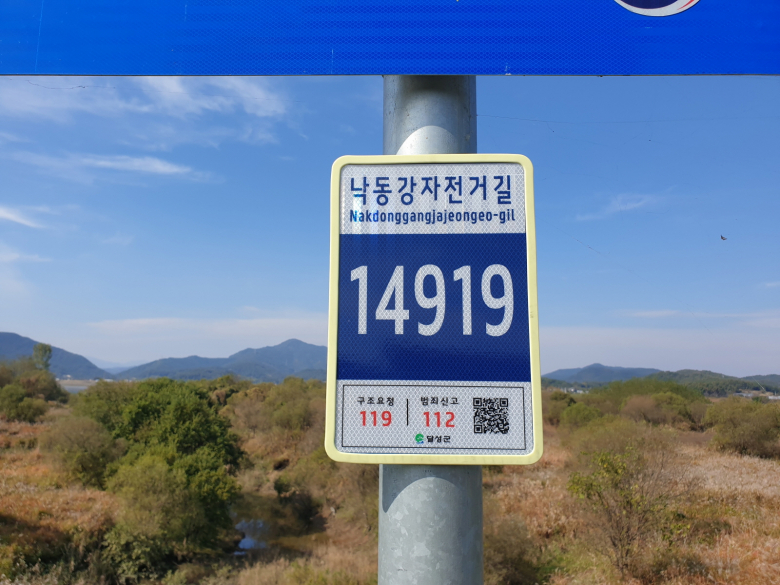 낙동강자전거길
Nakdonggangjajeongeo-gil
14919
구조요청 범죄신고
119 112
달성군